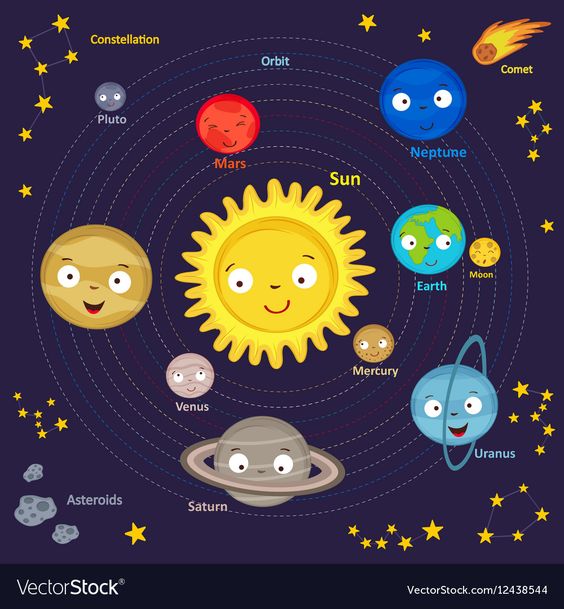 Constellation
Orbit
Comet
Pluto
Mars
Neptune
Sun
Earth
Moon
Mercury
Venus
Uranus
Saturn
Asteroids
VectorStock®
VectorStock.com/12438544